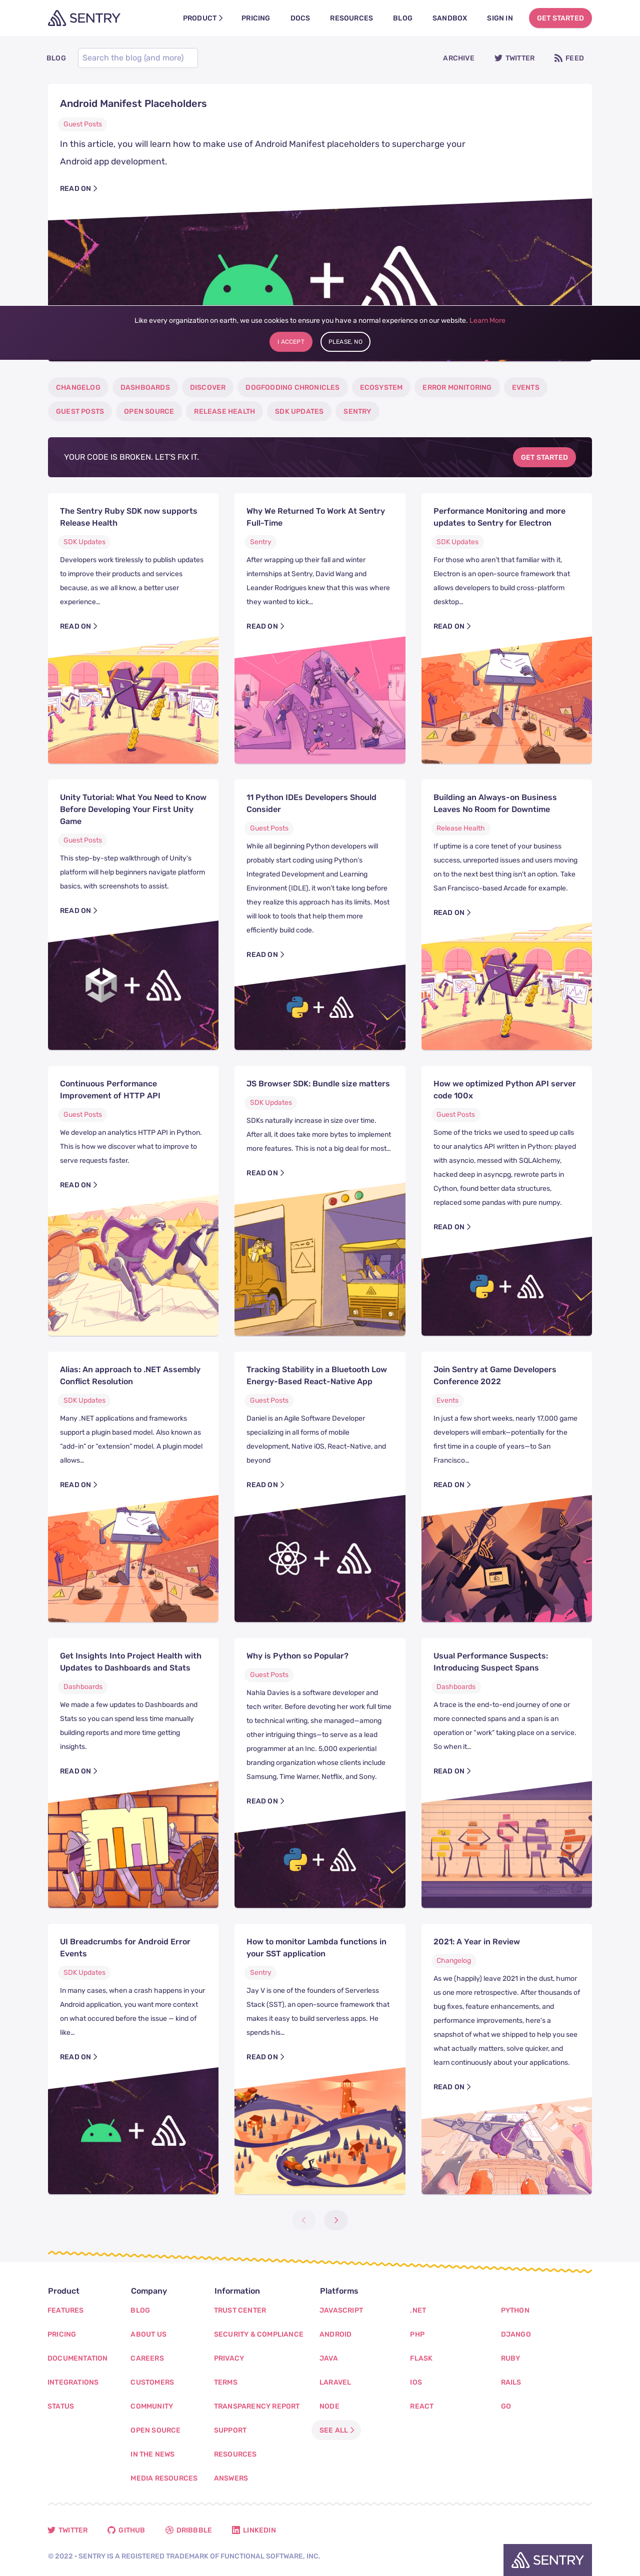 SENTRY
PRODUCT
PRICING
DOCS
RESOURCES
BLOG
SANDBOX
SIGN IN
GET STARTED
BLOG
Search the blog (and more)
ARCHIVE
TWITTER
FEED
Android Manifest Placeholders
Guest Posts
In this article, you will learn how to make use of Android Manifest placeholders to supercharge your
Android app development.
READ ON
Like every organization on earth, we use cookies to ensure you have a normal experience on our website. Learn More
I ACCEPT
PLEASE, NO
CHANGELOG
DASHBOARDS
DISCOVER
DOGFOODING CHRONICLES
ECOSYSTEM
ERROR MONITORING
EVENTS
GUEST POSTS
OPEN SOURCE
RELEASE HEALTH
SDK UPDATES
SENTRY
YOUR CODE IS BROKEN. LET'S FIX IT.
GET STARTED
The Sentry Ruby SDK now supports
Release Health
SDK Updates
Developers work tirelessly to publish updates
to improve their products and services
because, as we all know, a better user
experience…
READ ON
Why We Returned To Work At Sentry
Full-Time
Sentry
After wrapping up their fall and winter
internships at Sentry, David Wang and
Leander Rodrigues knew that this was where
they wanted to kick…
READ ON
Performance Monitoring and more
updates to Sentry for Electron
SDK Updates
For those who aren't that familiar with it,
Electron is an open-source framework that
allows developers to build cross-platform
desktop…
READ ON
Unity Tutorial: What You Need to Know
Before Developing Your First Unity
Game
Guest Posts
This step-by-step walkthrough of Unity's
platform will help beginners navigate platform
basics, with screenshots to assist.
READ ON
11 Python IDEs Developers Should
Consider
Guest Posts
While all beginning Python developers will
probably start coding using Python's
Integrated Development and Learning
Environment (IDLE), it won't take long before
they realize this approach has its limits. Most
will look to tools that help them more
efficiently build code.
READ ON
Building an Always-on Business
Leaves No Room for Downtime
Release Health
If uptime is a core tenet of your business
success, unreported issues and users moving
on to the next best thing isn't an option. Take
San Francisco-based Arcade for example.
READ ON
Continuous Performance
Improvement of HTTP API
Guest Posts
We develop an analytics HTTP API in Python.
This is how we discover what to improve to
serve requests faster.
READ ON
JS Browser SDK: Bundle size matters
SDK Updates
SDKs naturally increase in size over time.
After all, it does take more bytes to implement
more features. This is not a big deal for most…
READ ON
How we optimized Python API server
code 100x
Guest Posts
Some of the tricks we used to speed up calls
to our analytics API written in Python: played
with asyncio, messed with SQLAlchemy,
hacked deep in asyncpg, rewrote parts in
Cython, found better data structures,
replaced some pandas with pure numpy.
READ ON
Alias: An approach to .NET Assembly
Conflict Resolution
SDK Updates
Many .NET applications and frameworks
support a plugin based model. Also known as
"add-in" or "extension" model. A plugin model
allows…
READ ON
Tracking Stability in a Bluetooth Low
Energy-Based React-Native App
Guest Posts
Daniel is an Agile Software Developer
specializing in all forms of mobile
development, Native iOS, React-Native, and
beyond
READ ON
Join Sentry at Game Developers
Conference 2022
Events
In just a few short weeks, nearly 17,000 game
developers will embark—potentially for the
first time in a couple of years—to San
Francisco…
READ ON
Get Insights Into Project Health with
Updates to Dashboards and Stats
Dashboards
We made a few updates to Dashboards and
Stats so you can spend less time manually
building reports and more time getting
insights.
READ ON
Why is Python so Popular?
Guest Posts
Nahla Davies is a software developer and
tech writer. Before devoting her work full time
to technical writing, she managed—among
other intriguing things—to serve as a lead
programmer at an Inc. 5,000 experiential
branding organization whose clients include
Samsung, Time Warner, Netflix, and Sony.
READ ON
Usual Performance Suspects:
Introducing Suspect Spans
Dashboards
A trace is the end-to-end journey of one or
more connected spans and a span is an
operation or "work" taking place on a service.
So when it…
READ ON
UI Breadcrumbs for Android Error
Events
SDK Updates
In many cases, when a crash happens in your
Android application, you want more context
on what occured before the issue — kind of
like…
READ ON
How to monitor Lambda functions in
your SST application
Sentry
Jay V is one of the founders of Serverless
Stack (SST), an open-source framework that
makes it easy to build serverless apps. He
spends his…
READ ON
2021: A Year in Review
Changelog
As we (happily) leave 2021 in the dust, humor
us one more retrospective. After thousands of
bug fixes, feature enhancements, and
performance improvements, here's a
snapshot of what we shipped to help you see
what actually matters, solve quicker, and
learn continuously about your applications.
READ ON
Product
FEATURES
PRICING
DOCUMENTATION
INTEGRATIONS
STATUS
Company
BLOG
ABOUT US
CAREERS
CUSTOMERS
COMMUNITY
OPEN SOURCE
IN THE NEWS
MEDIA RESOURCES
Information
TRUST CENTER
SECURITY & COMPLIANCE
PRIVACY
TERMS
TRANSPARENCY REPORT
SUPPORT
RESOURCES
ANSWERS
Platforms
JAVASCRIPT
ANDROID
JAVA
LARAVEL
NODE
SEE ALL
.NET
PHP
FLASK
IOS
REACT
PYTHON
DJANGO
RUBY
RAILS
GO
TWITTER
GITHUB
DRIBBBLE
LINKEDIN
© 2022 • SENTRY IS A REGISTERED TRADEMARK OF FUNCTIONAL SOFTWARE, INC.
SENTRY